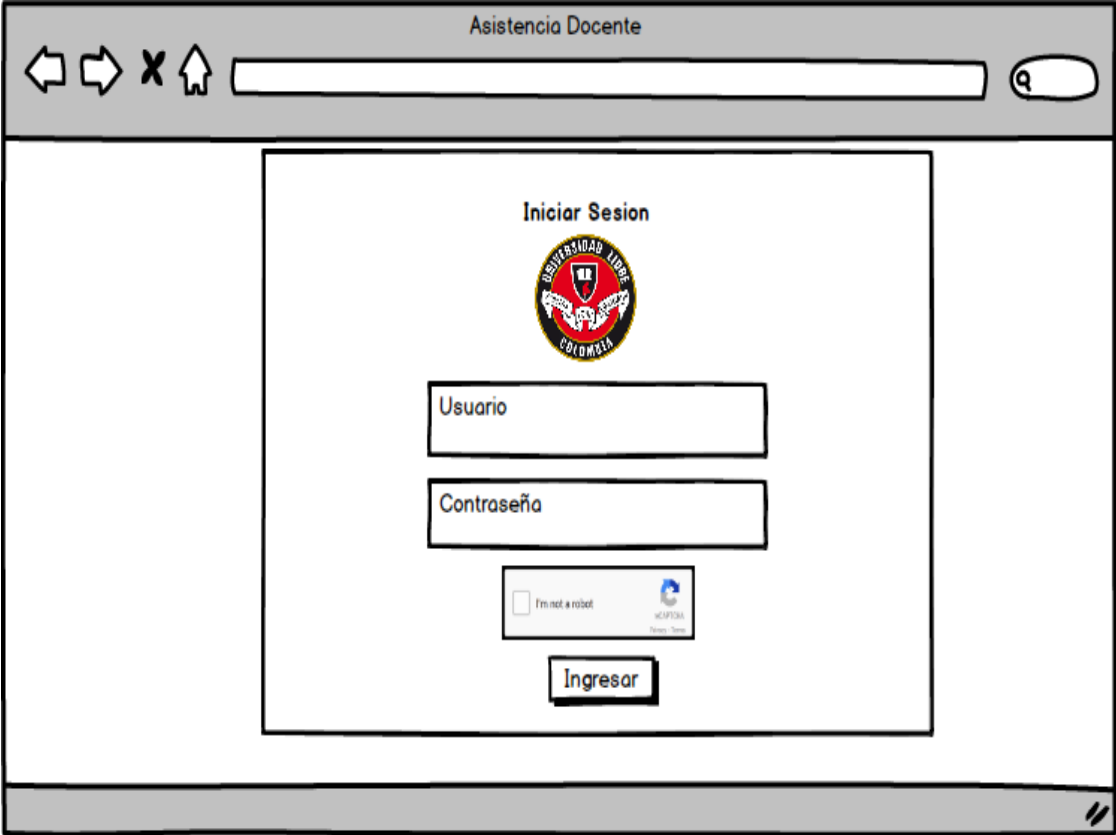 Asistencia Docente
Iniciar Sesion
UNIVERSIDAD LIBRE
COLOMBIA
Usuario
Contraseña
I'm not a robot
reCAPTCHA
Privacy - Terms
Ingresar